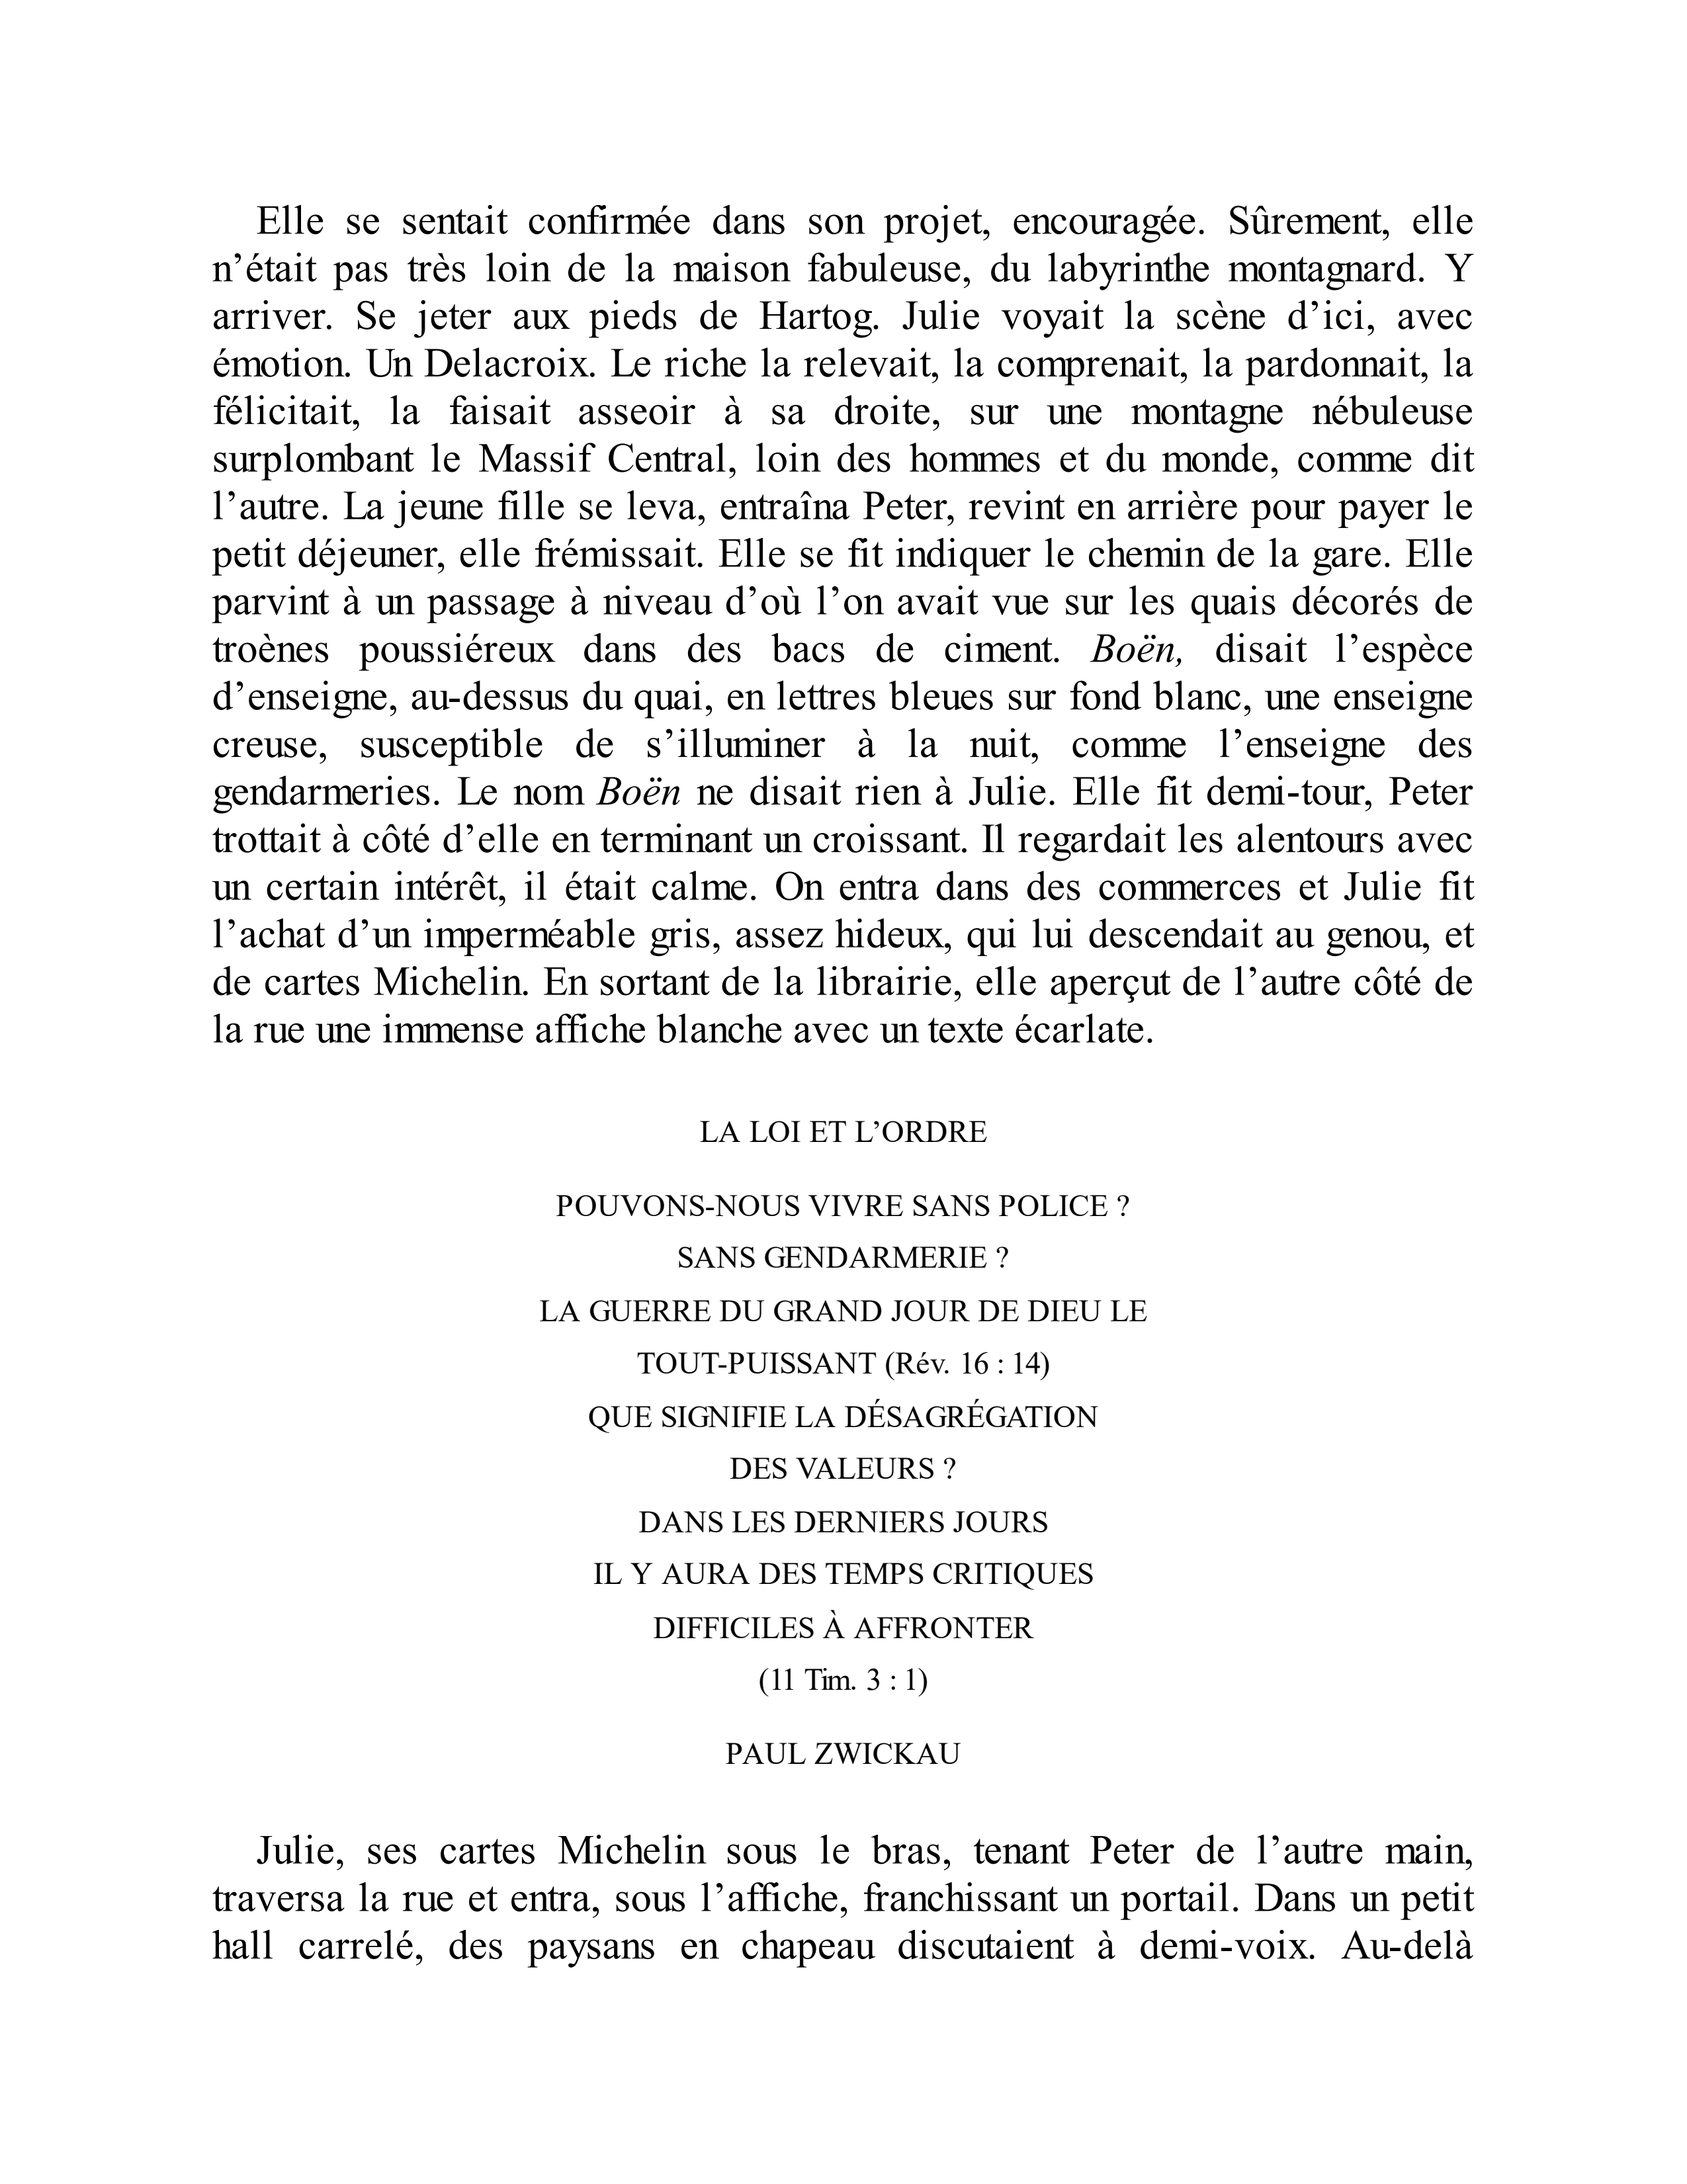 Elle se sentait confirmée dans son projet, encouragée. Sûrement, elle
n’était pas très loin de la maison fabuleuse, du labyrinthe montagnard. Y
arriver. Se jeter aux pieds de Hartog. Julie voyait la scène d’ici, avec
émotion. Un Delacroix. Le riche la relevait, la comprenait, la pardonnait, la
félicitait, la faisait asseoir à sa droite, sur une montagne nébuleuse
surplombant le Massif Central, loin des hommes et du monde, comme dit
l’autre. La jeune fille se leva, entraîna Peter, revint en arrière pour payer le
petit déjeuner, elle frémissait. Elle se fit indiquer le chemin de la gare. Elle
parvint à un passage à niveau d’où l’on avait vue sur les quais décorés de
troènes poussiéreux dans des bacs de ciment. Boën, disait l’espèce
d’enseigne, au-dessus du quai, en lettres bleues sur fond blanc, une enseigne
creuse, susceptible de s’illuminer à la nuit, comme l’enseigne des
gendarmeries. Le nom Boën ne disait rien à Julie. Elle fit demi-tour, Peter
trottait à côté d’elle en terminant un croissant. Il regardait les alentours avec
un certain intérêt, il était calme. On entra dans des commerces et Julie fit
l’achat d’un imperméable gris, assez hideux, qui lui descendait au genou, et
de cartes Michelin. En sortant de la librairie, elle aperçut de l’autre côté de
la rue une immense affiche blanche avec un texte écarlate.
LA LOI ET L’ORDRE
POUVONS-NOUS VIVRE SANS POLICE ?
SANS GENDARMERIE ?
LA GUERRE DU GRAND JOUR DE DIEU LE
TOUT-PUISSANT (Rév. 16 : 14)
QUE SIGNIFIE LA DÉSAGRÉGATION
DES VALEURS ?
DANS LES DERNIERS JOURS
IL Y AURA DES TEMPS CRITIQUES
DIFFICILES À AFFRONTER
(11 Tim. 3 : 1)
PAUL ZWICKAU
Julie, ses cartes Michelin sous le bras, tenant Peter de l’autre main,
traversa la rue et entra, sous l’affiche, franchissant un portail. Dans un petit
hall carrelé, des paysans en chapeau discutaient à demi-voix. Au-delà